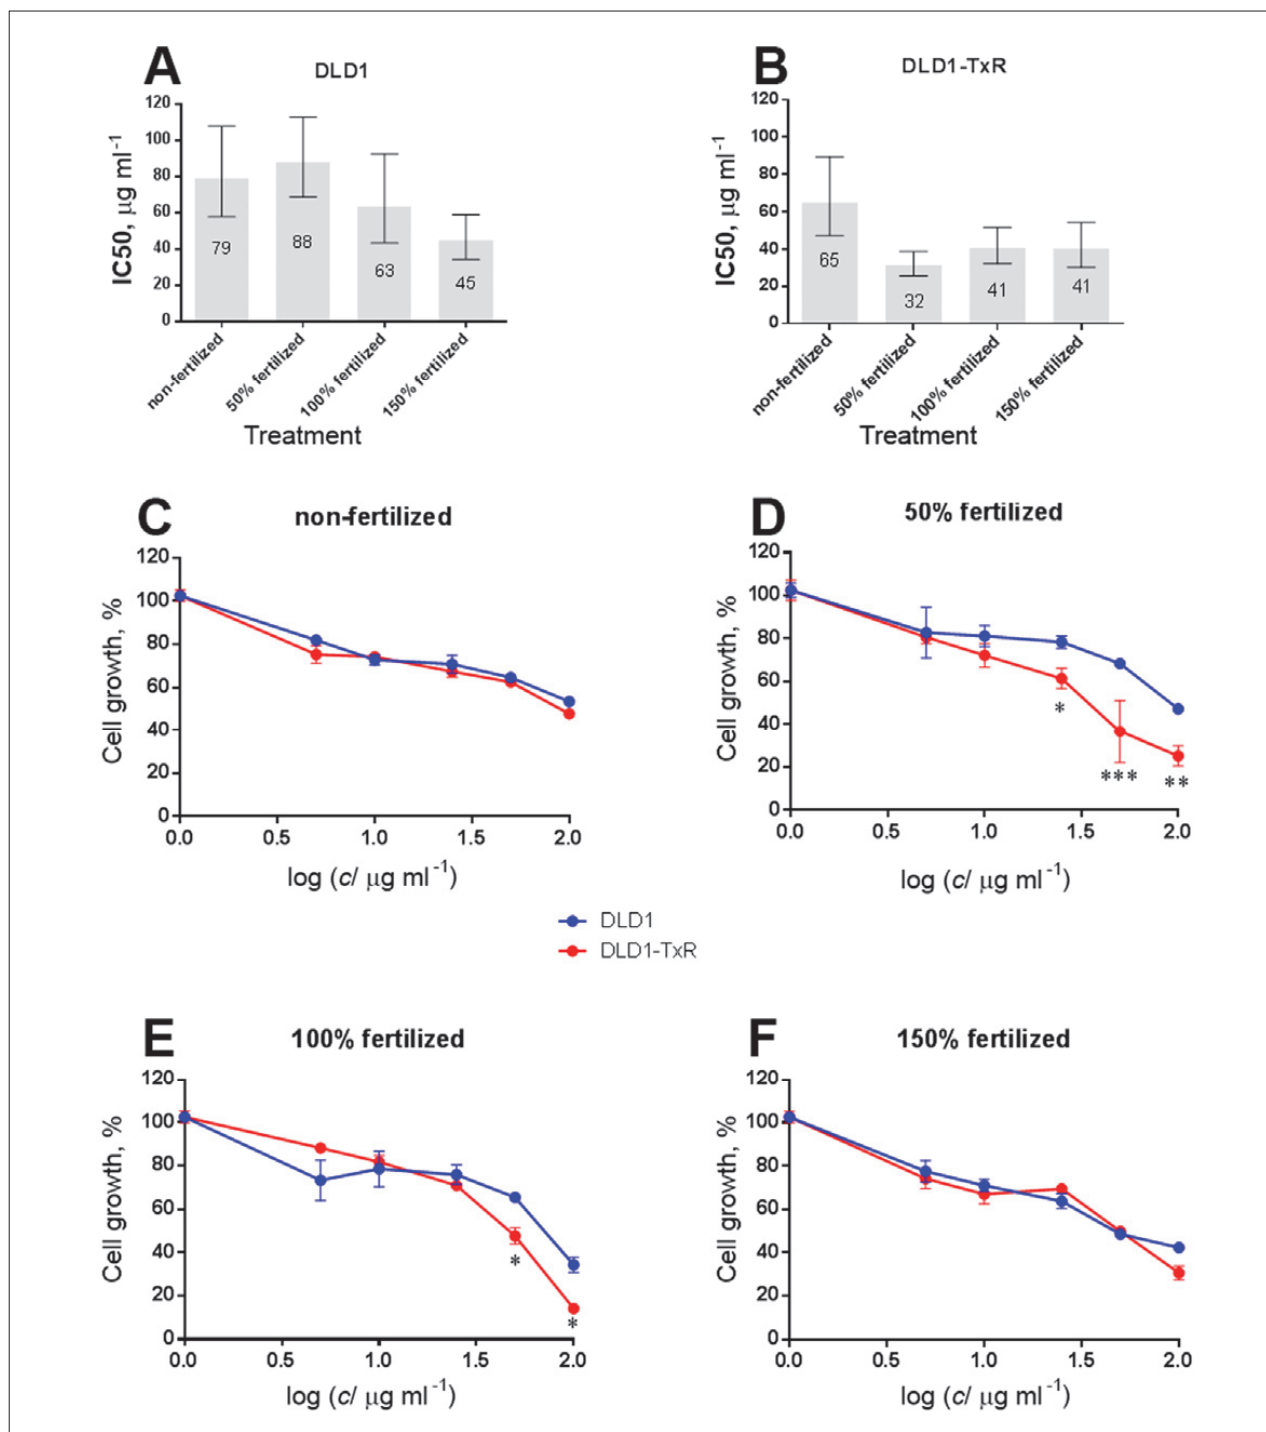 A
DLD1
IC50, µg ml-1
120
100
80
60
40
20
0
79
88
63
45
non-fertilized
50% fertilized
100% fertilized
150% fertilized
Treatment
B
DLD1-TxR
IC50, µg ml-1
120
100
80
60
40
20
0
65
32
41
41
non-fertilized
50% fertilized
100% fertilized
150% fertilized
Treatment
C
non-fertilized
Cell growth, %
120
100
80
60
40
20
0
0.0 0.5 1.0 1.5 2.0
log (c/ µg ml-1)
D
50% fertilized
Cell growth, %
120
100
80
60
40
20
0
*
***
**
0.0 0.5 1.0 1.5 2.0
log (c/ µg ml-1)
DLD1
DLD1-TxR
E
100% fertilized
Cell growth, %
120
100
80
60
40
20
0
*
*
0.0 0.5 1.0 1.5 2.0
log (c/ µg ml-1)
F
150% fertilized
Cell growth, %
120
100
80
60
40
20
0
0.0 0.5 1.0 1.5 2.0
log (c/ µg ml-1)